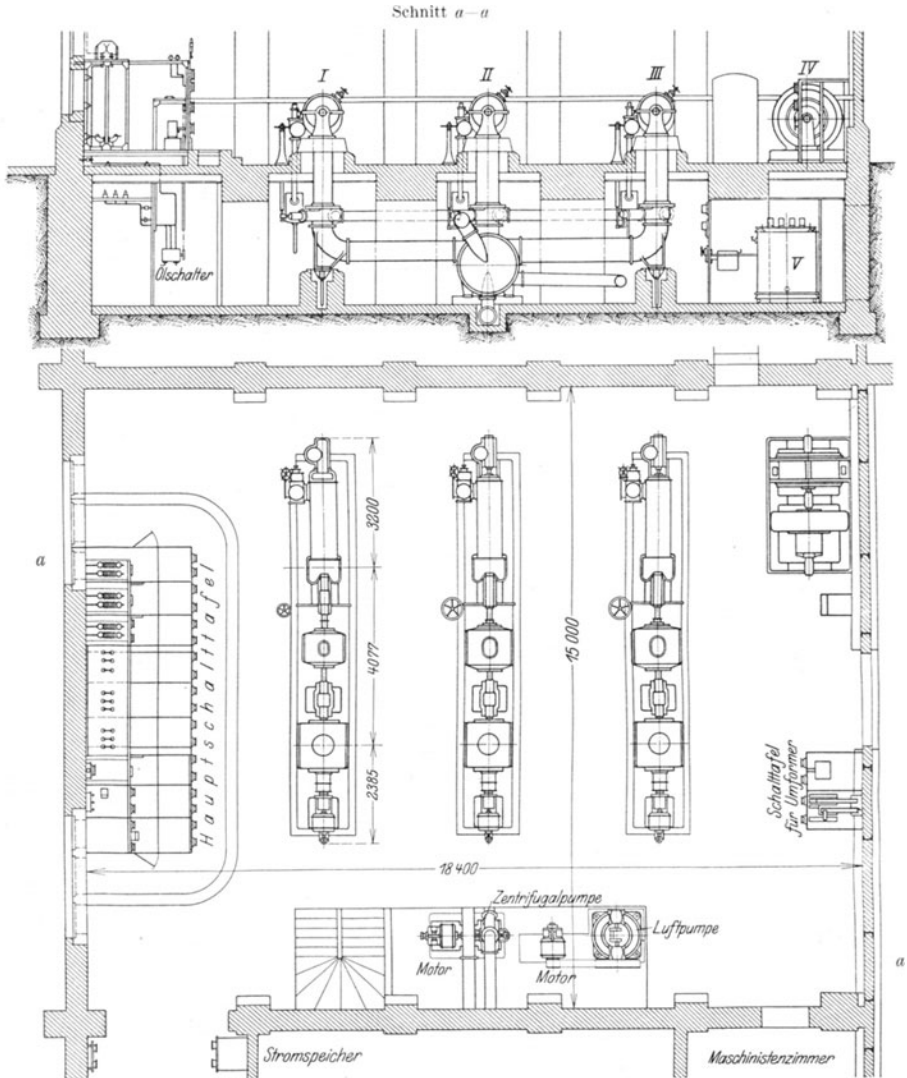 Schnitt a—a
I
II
III
IV
Ölschalter
V
3200
a
Hauptschalttafel
4077
15 000
2385
Schalttafel
für Umformer
18 400
Zentrifugalpumpe
Luftpumpe
Motor
Motor
a
Stromspeicher
Maschinistenzimmer